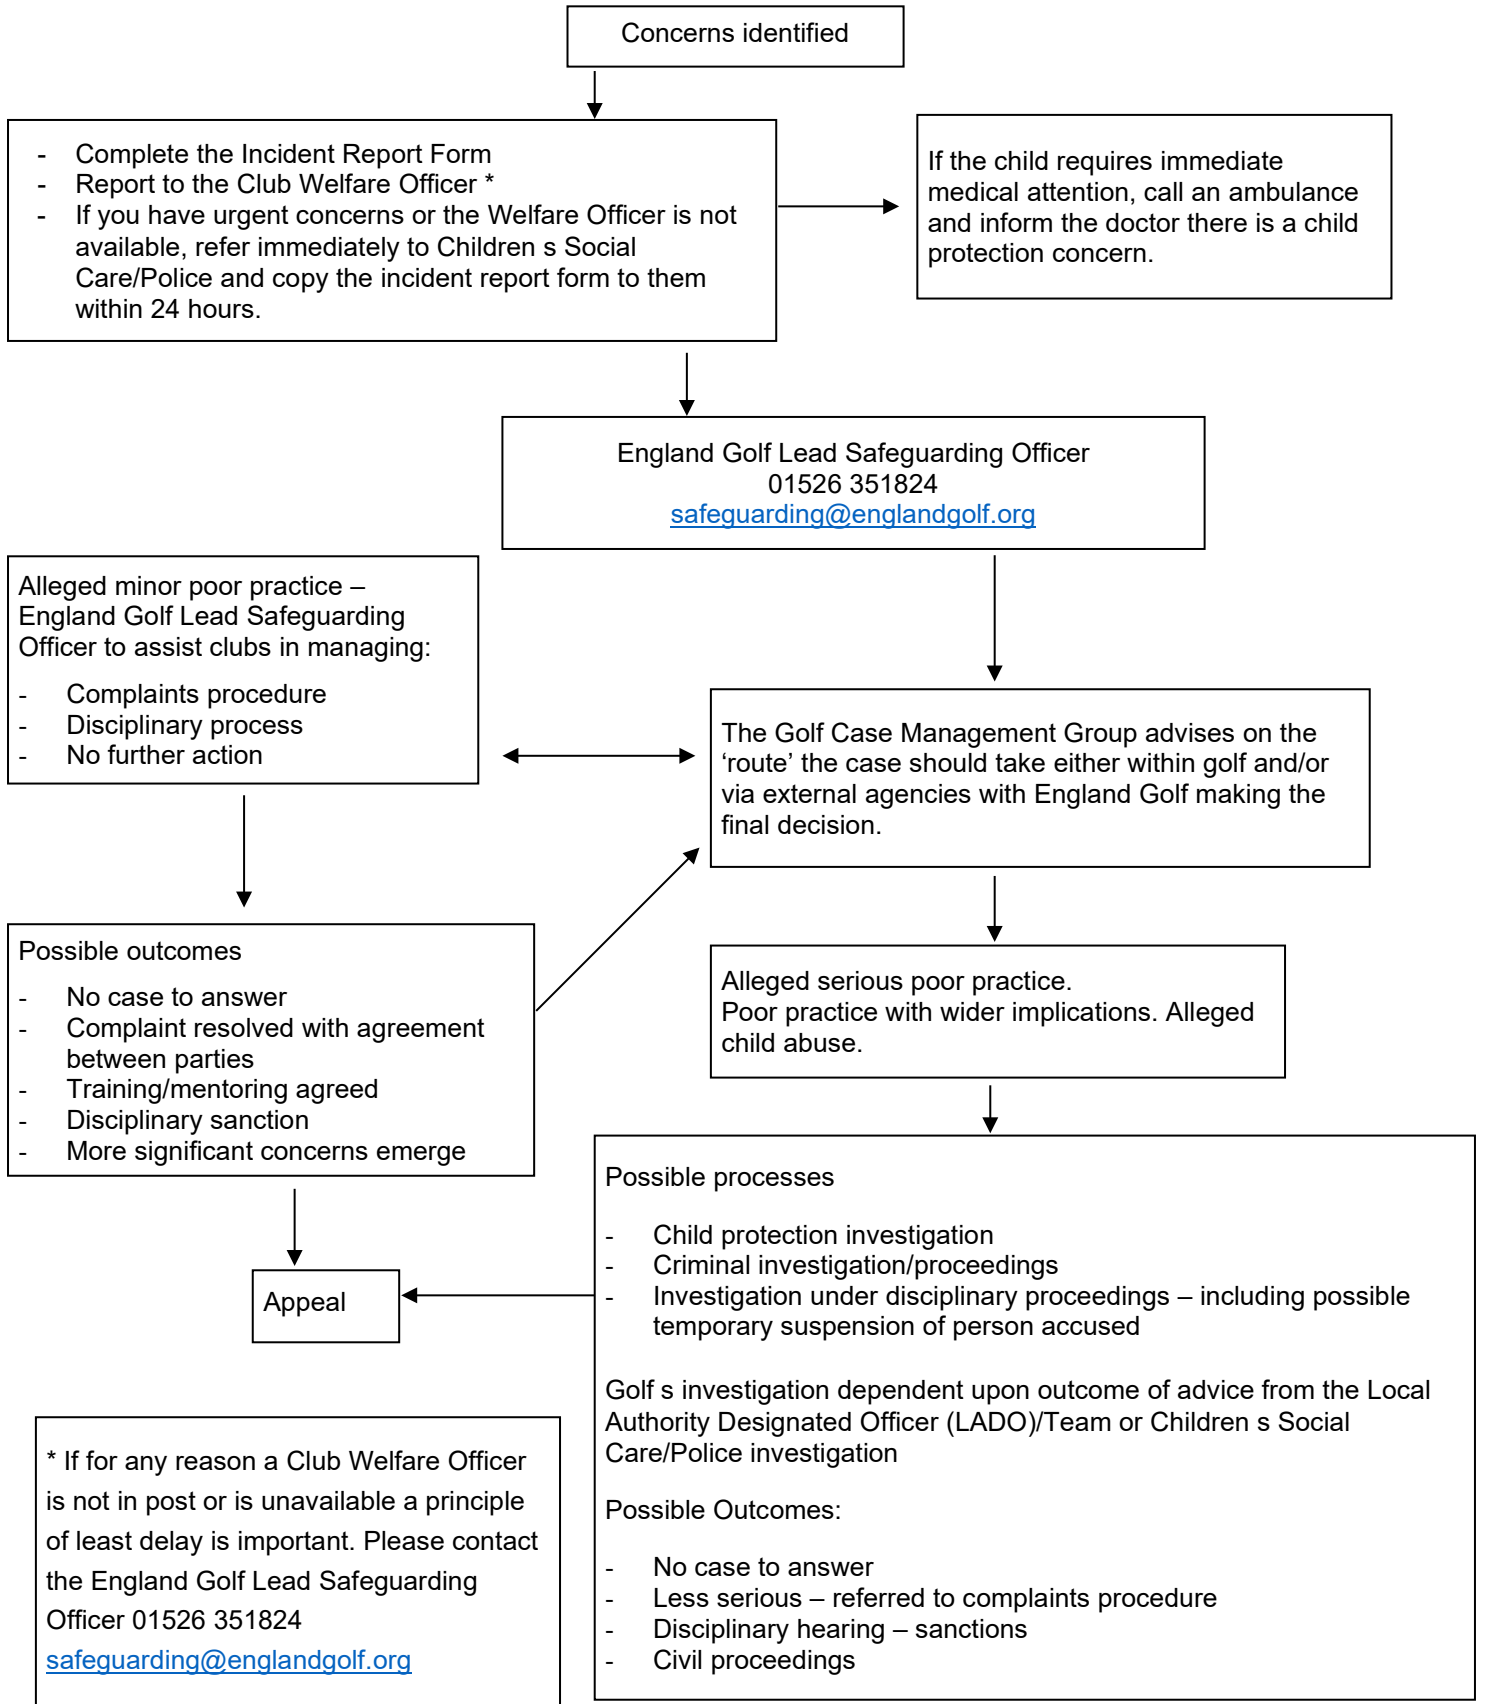 Concerns identified
- Complete the Incident Report Form
- Report to the Club Welfare Officer *
- If you have urgent concerns or the Welfare Officer is not
available, refer immediately to Children s Social
Care/Police and copy the incident report form to them
within 24 hours.
If the child requires immediate
medical attention, call an ambulance
and inform the doctor there is a child
protection concern.
England Golf Lead Safeguarding Officer
01526 351824
safeguarding@englandgolf.org
Alleged minor poor practice –
England Golf Lead Safeguarding
Officer to assist clubs in managing:
- Complaints procedure
- Disciplinary process
- No further action
The Golf Case Management Group advises on the
‘route’ the case should take either within golf and/or
via external agencies with England Golf making the
final decision.
Possible outcomes
- No case to answer
- Complaint resolved with agreement
between parties
- Training/mentoring agreed
- Disciplinary sanction
- More significant concerns emerge
Alleged serious poor practice.
Poor practice with wider implications. Alleged
child abuse.
Possible processes
- Child protection investigation
- Criminal investigation/proceedings
- Investigation under disciplinary proceedings – including possible
temporary suspension of person accused
Golf s investigation dependent upon outcome of advice from the Local
Authority Designated Officer (LADO)/Team or Children s Social
Care/Police investigation
Possible Outcomes:
- No case to answer
- Less serious – referred to complaints procedure
- Disciplinary hearing – sanctions
- Civil proceedings
Appeal
* If for any reason a Club Welfare Officer
is not in post or is unavailable a principle
of least delay is important. Please contact
the England Golf Lead Safeguarding
Officer 01526 351824
safeguarding@englandgolf.org